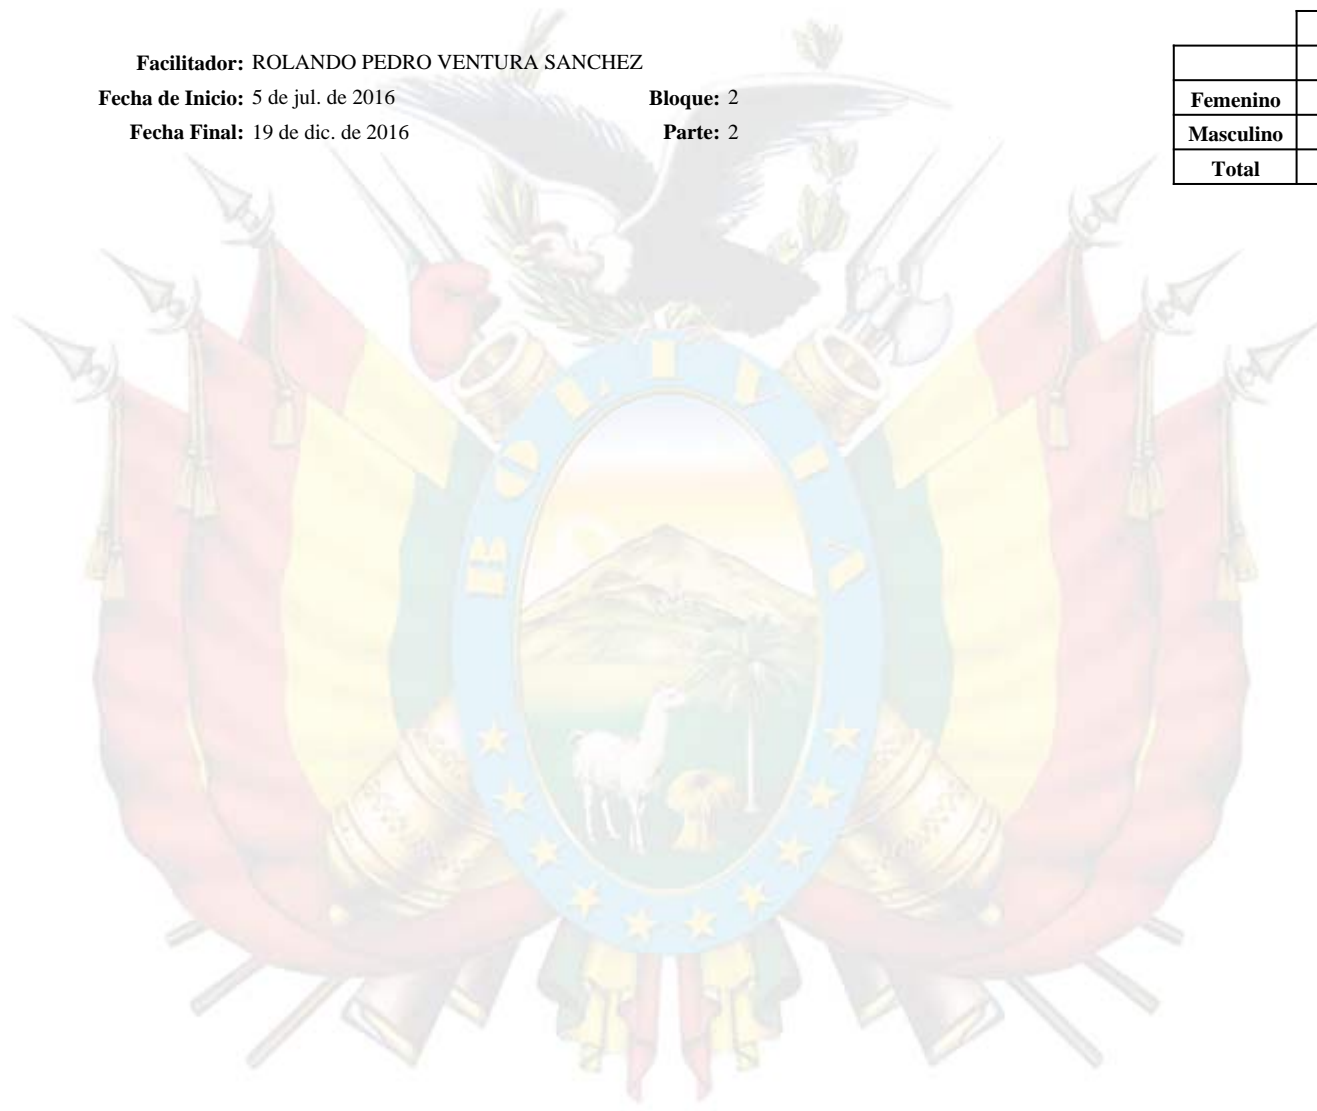 Facilitador: ROLANDO PEDRO VENTURA SANCHEZ
Fecha de Inicio: 5 de jul. de 2016 Bloque: 2
Fecha Final: 19 de dic. de 2016 Parte: 2
Femenino
Masculino
Total
BOLIVIA